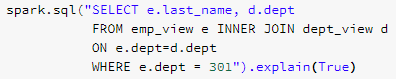 spark.sql("SELECT e.last_name, d.dept
FROM emp_view e INNER JOIN dept_view d
ON e.dept=d.dept
WHERE e.dept = 301").explain(True)